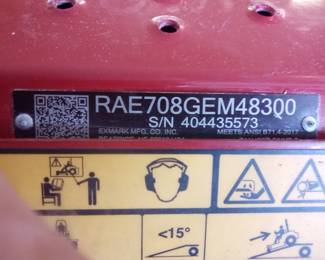 RAE708GEM48300
S/N 404435573
EXMARK MFG. CO. INC.
MEETS ANSI B71.4-2017
<15°